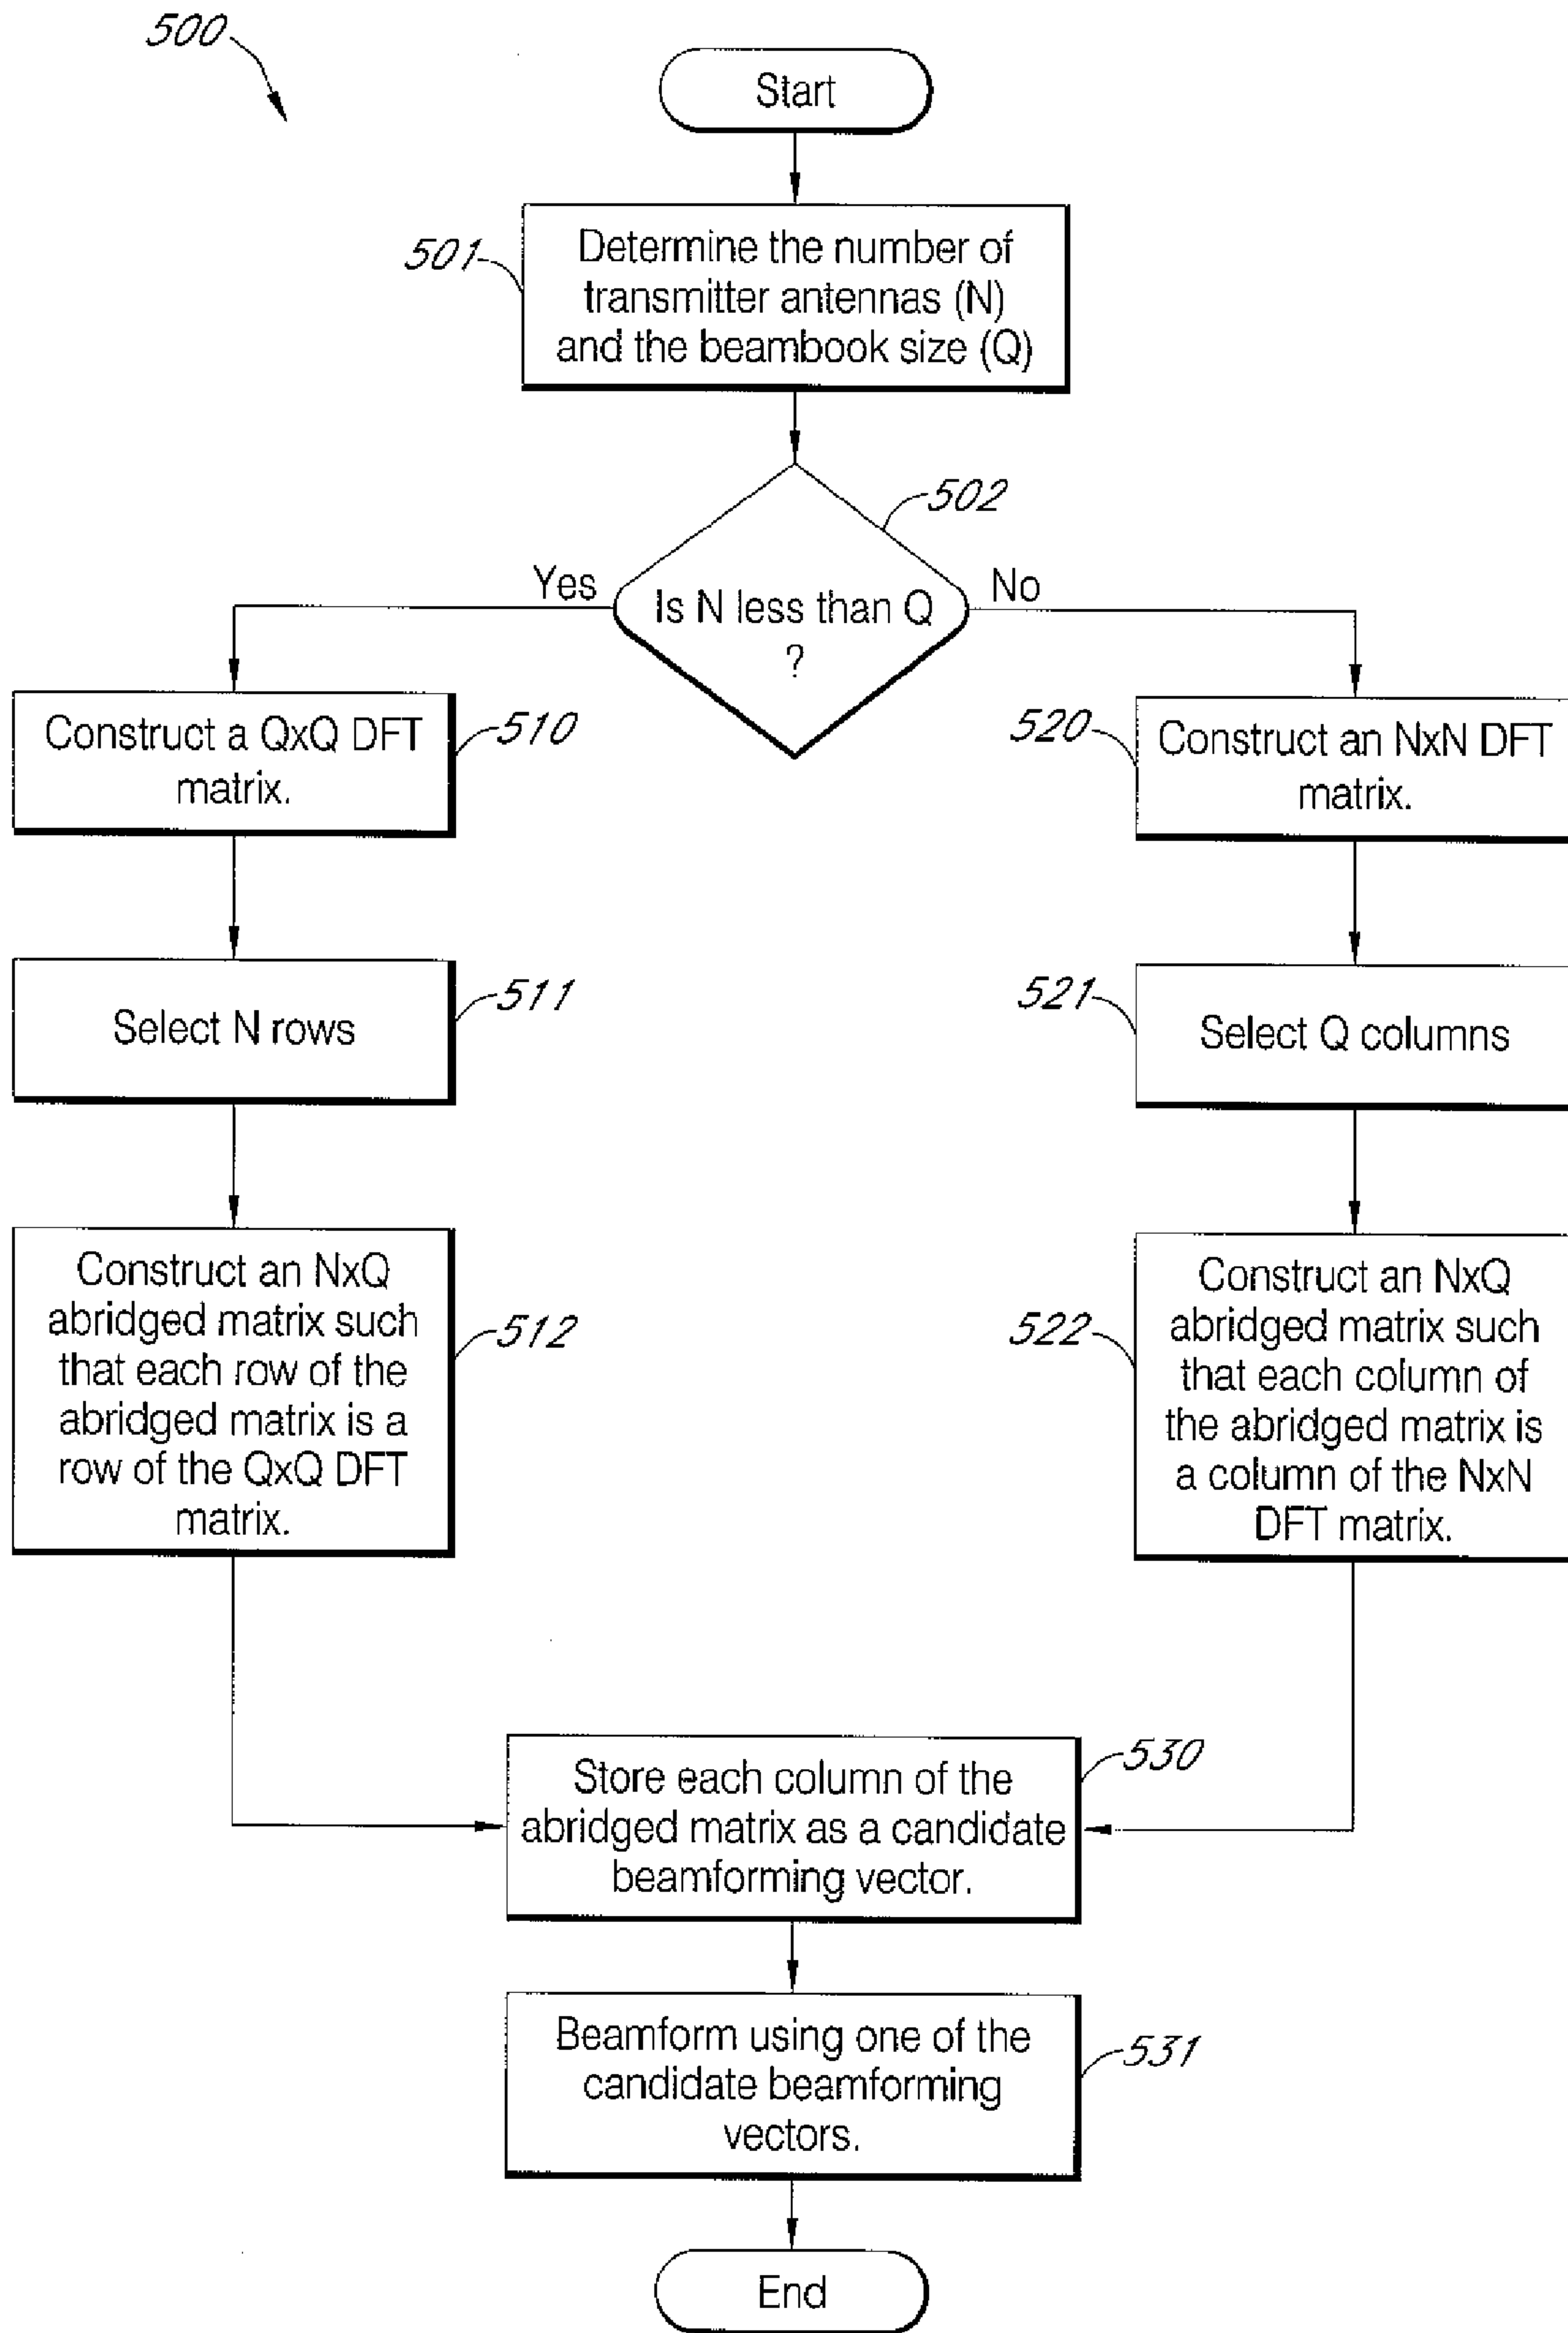 500
Start
501
Determine the number of
transmitter antennas (N)
and the beambook size (Q)
502
Is N less than Q
?
Yes
No
Construct a QxQ DFT
matrix.
510
Select N rows
511
Construct an NxQ
abridged matrix such
that each row of the
abridged matrix is a
row of the QxQ DFT
matrix.
512
520
Construct an NxN DFT
matrix.
521
Select Q columns
522
Construct an NxQ
abridged matrix such
that each column of
the abridged matrix is
a column of the NxN
DFT matrix.
Store each column of the
abridged matrix as a candidate
beamforming vector.
530
Beamform using one of the
candidate beamforming
vectors.
531
End